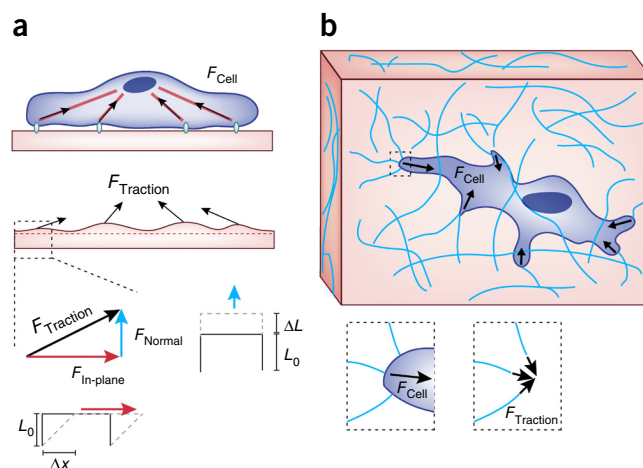 a
F_Cell
F_Traction
F_Traction
F_Normal
F_In-plane
ΔL
L_0
L_0
Δx
b
F_Cell
F_Cell
F_Traction